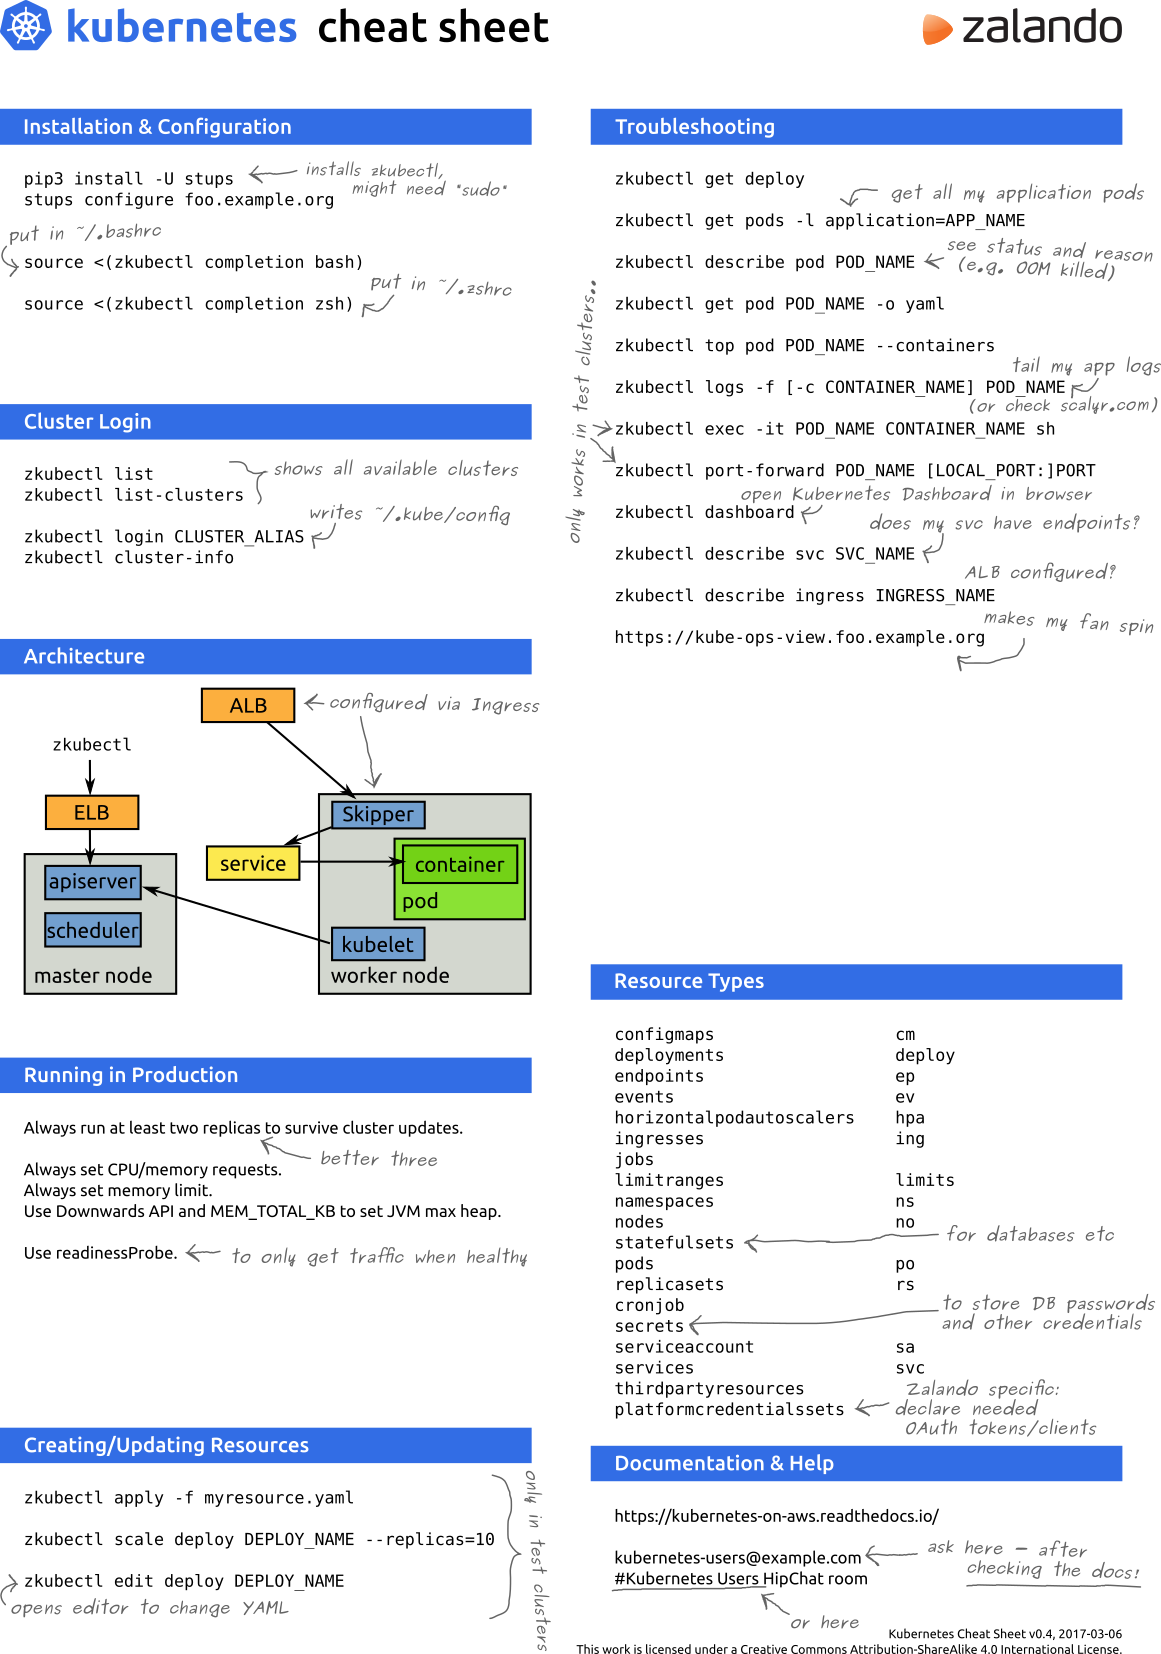 kubernetes cheat sheet
zalando
Installation & Configuration
pip3 install -U stups
installs zkubectl,
might need "sudo"
stups configure foo.example.org
put in ~/.bashrc
source <(zkubectl completion bash)
put in ~/.zshrc
source <(zkubectl completion zsh)
Cluster Login
zkubectl list
zkubectl list-clusters
shows all available clusters
writes ~/.kube/config
zkubectl login CLUSTER_ALIAS
zkubectl cluster-info
Architecture
ALB
configured via Ingress
zkubectl
ELB
Skipper
service
container
pod
apiserver
scheduler
master node
kubelet
worker node
Running in Production
Always run at least two replicas to survive cluster updates.
better three
Always set CPU/memory requests.
Always set memory limit.
Use Downwards API and MEM_TOTAL_KB to set JVM max heap.
Use readinessProbe.
to only get traffic when healthy
Creating/Updating Resources
zkubectl apply -f myresource.yaml
zkubectl scale deploy DEPLOY_NAME --replicas=10
zkubectl edit deploy DEPLOY_NAME
opens editor to change YAML
only in test clusters
Troubleshooting
zkubectl get deploy
get all my application pods
zkubectl get pods -l application=APP_NAME
see status and reason
(e.g. OOM killed)
zkubectl describe pod POD_NAME
zkubectl get pod POD_NAME -o yaml
zkubectl top pod POD_NAME --containers
tail my app logs
zkubectl logs -f [-c CONTAINER_NAME] POD_NAME
(or check scalyr.com)
only works in test clusters..
zkubectl exec -it POD_NAME CONTAINER_NAME sh
zkubectl port-forward POD_NAME [LOCAL_PORT:]PORT
open Kubernetes Dashboard in browser
zkubectl dashboard
does my svc have endpoints?
zkubectl describe svc SVC_NAME
ALB configured?
zkubectl describe ingress INGRESS_NAME
makes my fan spin
https://kube-ops-view.foo.example.org
Resource Types
configmaps cm
deployments deploy
endpoints ep
events ev
horizontalpodautoscalers hpa
ingresses ing
jobs
limitranges limits
namespaces ns
nodes no
statefulsets
for databases etc
pods po
replicasets rs
cronjob
secrets
to store DB passwords
and other credentials
serviceaccount sa
services svc
thirdpartyresources
platformcredentialssets
Zalando specific:
declare needed
OAuth tokens/clients
Documentation & Help
https://kubernetes-on-aws.readthedocs.io/
kubernetes-users@example.com
ask here – after
checking the docs!
#Kubernetes Users HipChat room
or here
Kubernetes Cheat Sheet v0.4, 2017-03-06
This work is licensed under a Creative Commons Attribution-ShareAlike 4.0 International License.